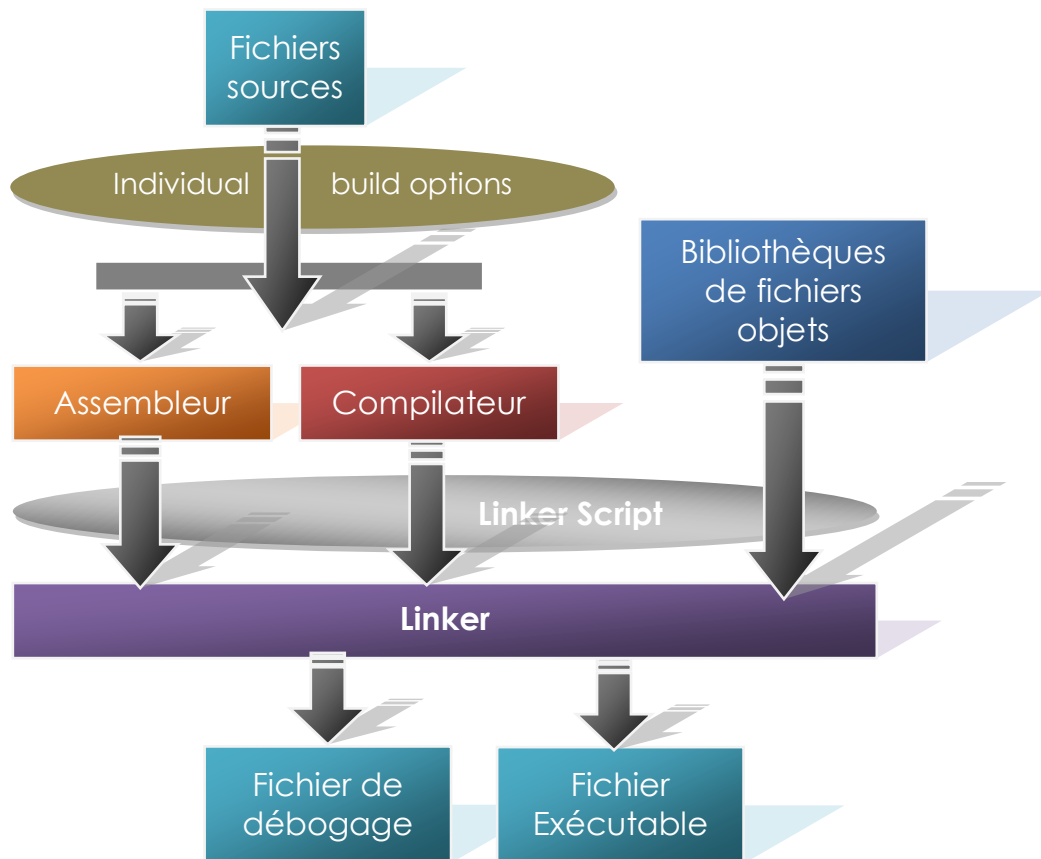 Fichiers
sources
Individual build options
Bibliothèques
de fichiers
objets
Assembleur
Compilateur
Linker Script
Linker
Fichier de
débogage
Fichier
Exécutable